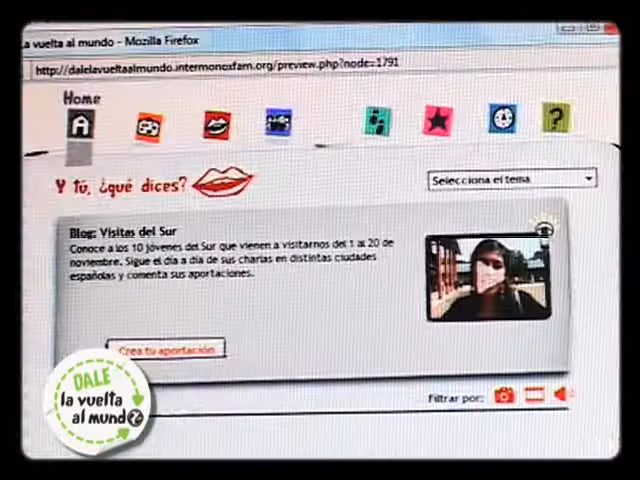 a vuelta al mundo - Mozilla Firefox
http://dalelavueltaalmundo.intermonoxfam.org/preview.php?node=1791
Home
A
?
Y tú, ¿qué dices?
Selecciona el tema
Blog: Visitas del Sur
Conoce a los 10 jóvenes del Sur que vienen a visitarnos del 1 al 20 de
noviembre. Sigue el día a día de sus charlas en distintas ciudades
españolas y comenta sus aportaciones.
Crea tu aportación
Filtrar por:
DALE
la vuelta
al mundo